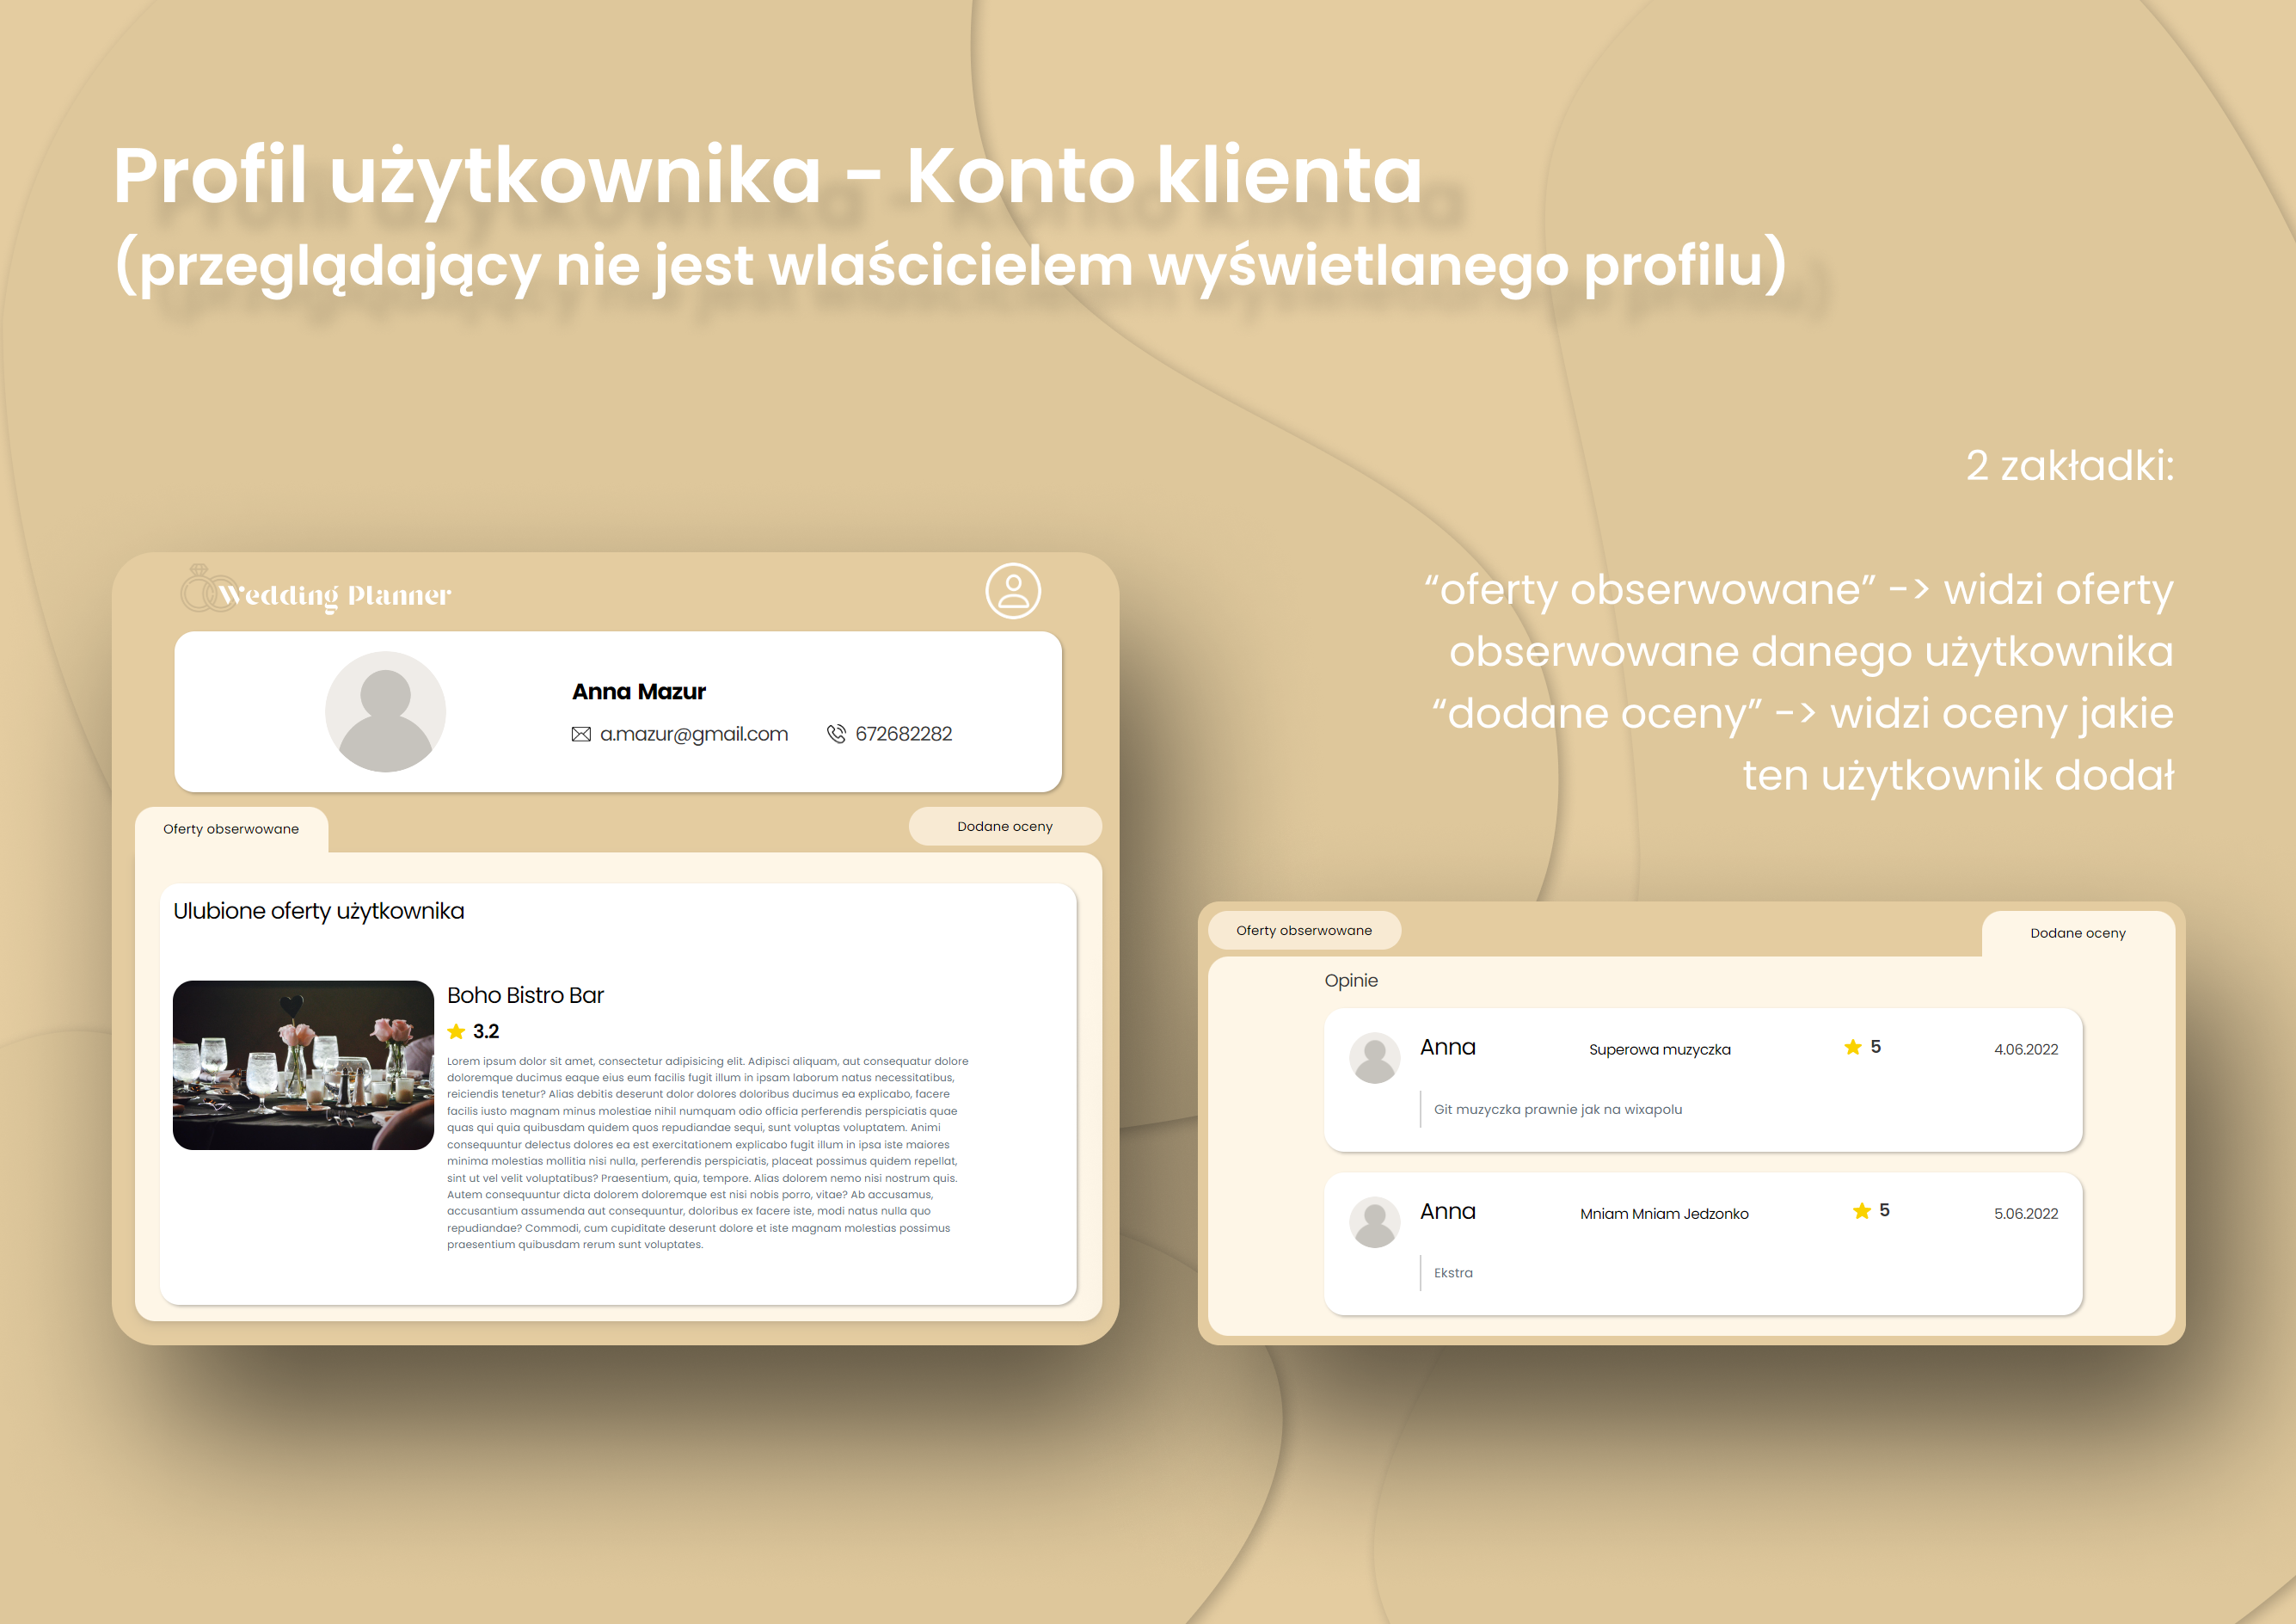 Profil użytkownika - Konto klienta
(przeglądający nie jest wlaścicielem wyświetlanego profilu)
2 zakładki:
“oferty obserwowane” -> widzi oferty
obserwowane danego użytkownika
“dodane oceny” -> widzi oceny jakie
ten użytkownik dodał
Wedding Planner
Anna Mazur
a.mazur@gmail.com 672682282
Oferty obserwowane Dodane oceny
Ulubione oferty użytkownika
Boho Bistro Bar
3.2
Lorem ipsum dolor sit amet, consectetur adipisicing elit. Adipisci aliquam, aut consequatur dolore
doloremque ducimus eaque eius eum facilis fugit illum in ipsam laborum natus necessitatibus,
reiciendis tenetur? Alias debitis deserunt dolor dolores doloribus ducimus ea explicabo, facere
facilis iusto magnam minus molestiae nihil numquam odio officia perferendis perspiciatis quae
quas qui quia quibusdam quidem quos repudiandae sequi, sunt voluptas voluptatem. Animi
consequuntur delectus dolores ea est exercitationem explicabo fugit illum in ipsa iste maiores
minima molestias mollitia nisi nulla, perferendis perspiciatis, placeat possimus quidem repellat,
sint ut vel velit voluptatibus? Praesentium, quia, tempore. Alias dolorem nemo nisi nostrum quis.
Autem consequuntur dicta dolorem doloremque est nisi nobis porro, vitae? Ab accusamus,
accusantium assumenda aut consequuntur, doloribus ex facere iste, modi natus nulla quo
repudiandae? Commodi, cum cupiditate deserunt dolore et iste magnam molestias possimus
praesentium quibusdam rerum sunt voluptates.
Oferty obserwowane Dodane oceny
Opinie
Anna Superowa muzyczka 5 4.06.2022
Git muzyczka prawnie jak na wixapolu
Anna Mniam Mniam Jedzonko 5 5.06.2022
Ekstra